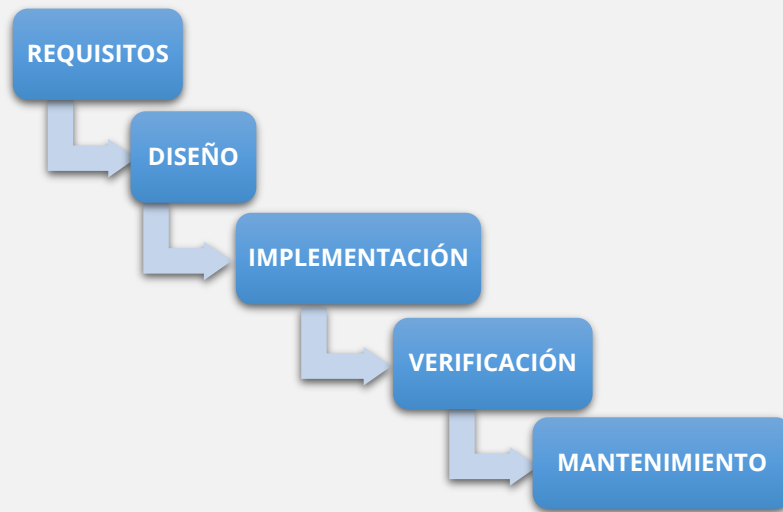 REQUISITOS
DISEÑO
IMPLEMENTACIÓN
VERIFICACIÓN
MANTENIMIENTO